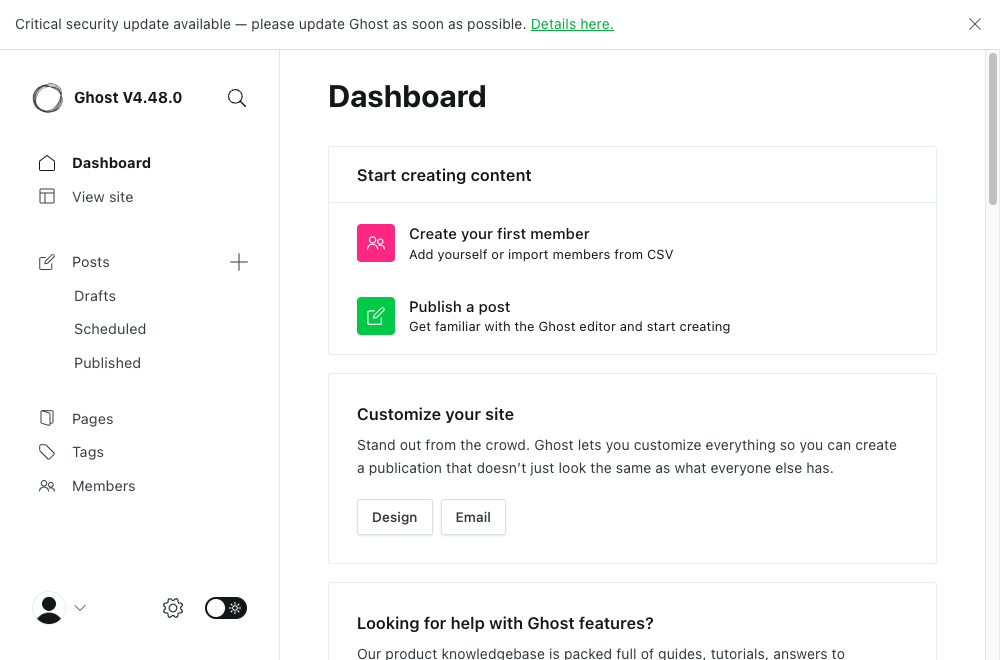 Critical security update available — please update Ghost as soon as possible. Details here.
Ghost V4.48.0
Dashboard
View site
Posts
Drafts
Scheduled
Published
Pages
Tags
Members
Dashboard
Start creating content
Create your first member
Add yourself or import members from CSV
Publish a post
Get familiar with the Ghost editor and start creating
Customize your site
Stand out from the crowd. Ghost lets you customize everything so you can create
a publication that doesn’t just look the same as what everyone else has.
Design
Email
Looking for help with Ghost features?
Our product knowledgebase is packed full of guides, tutorials, answers to